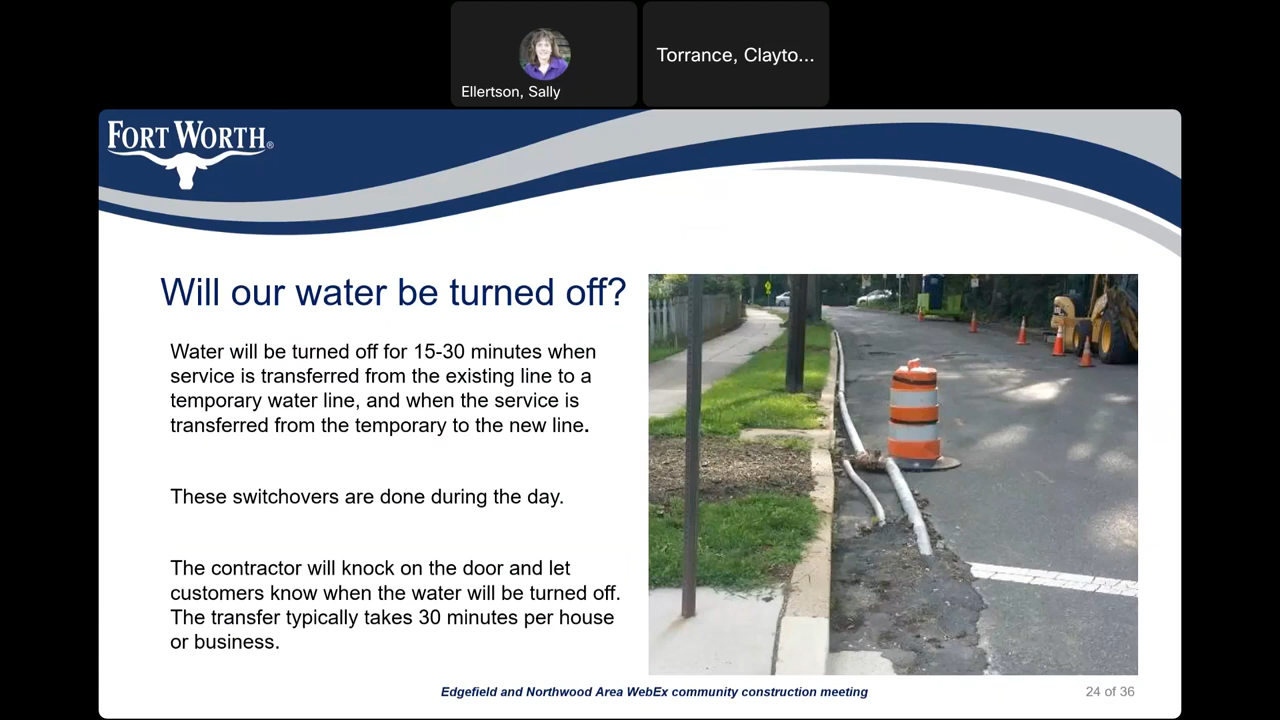 Ellertson, Sally
Torrance, Clayto...
FORT WORTH®
Will our water be turned off?
Water will be turned off for 15-30 minutes when
service is transferred from the existing line to a
temporary water line, and when the service is
transferred from the temporary to the new line.
These switchovers are done during the day.
The contractor will knock on the door and let
customers know when the water will be turned off.
The transfer typically takes 30 minutes per house
or business.
Edgefield and Northwood Area WebEx community construction meeting
24 of 36